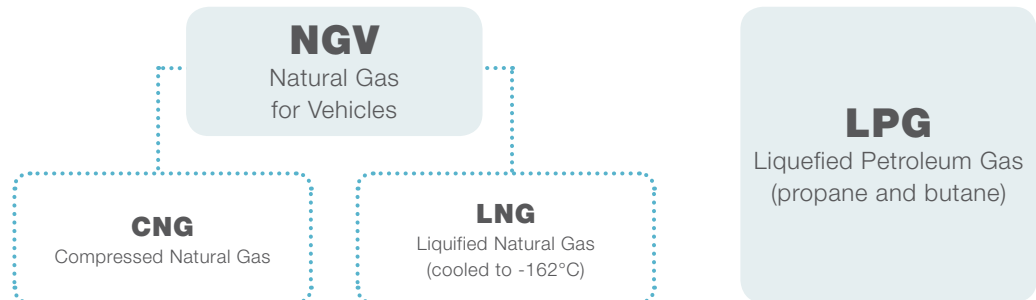 NGV
Natural Gas
for Vehicles
CNG
Compressed Natural Gas
LNG
Liquified Natural Gas
(cooled to -162°C)
LPG
Liquefied Petroleum Gas
(propane and butane)